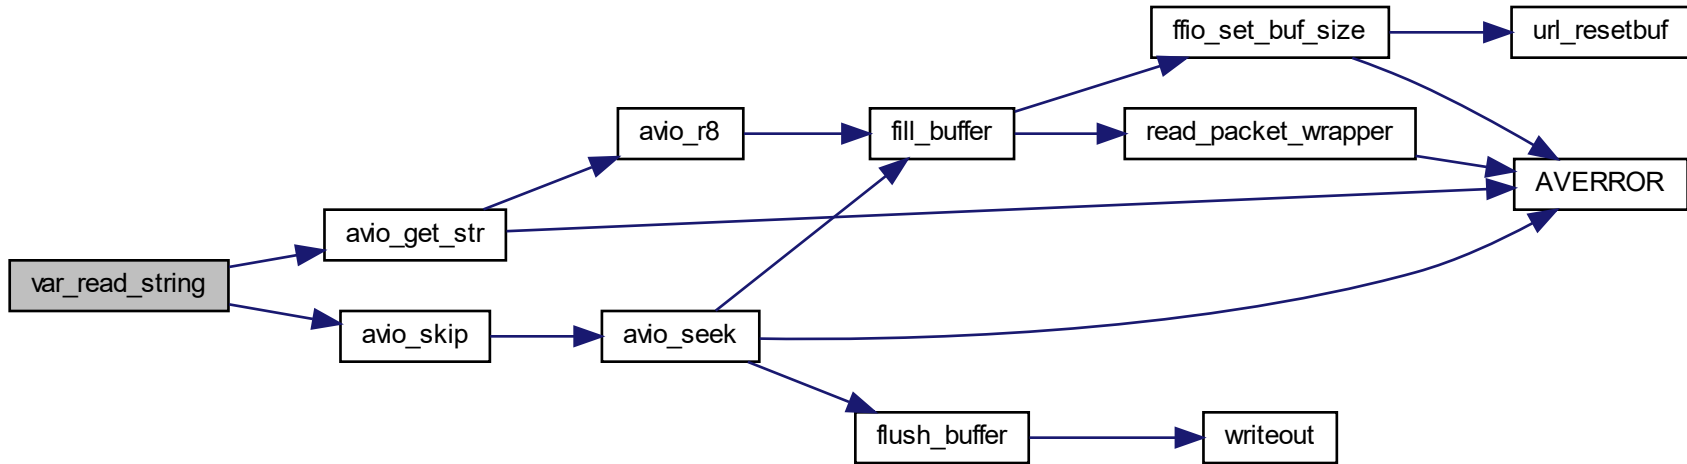 ffio_set_buf_size
url_resetbuf
avio_r8
fill_buffer
read_packet_wrapper
AVERROR
avio_get_str
var_read_string
avio_skip
avio_seek
flush_buffer
writeout